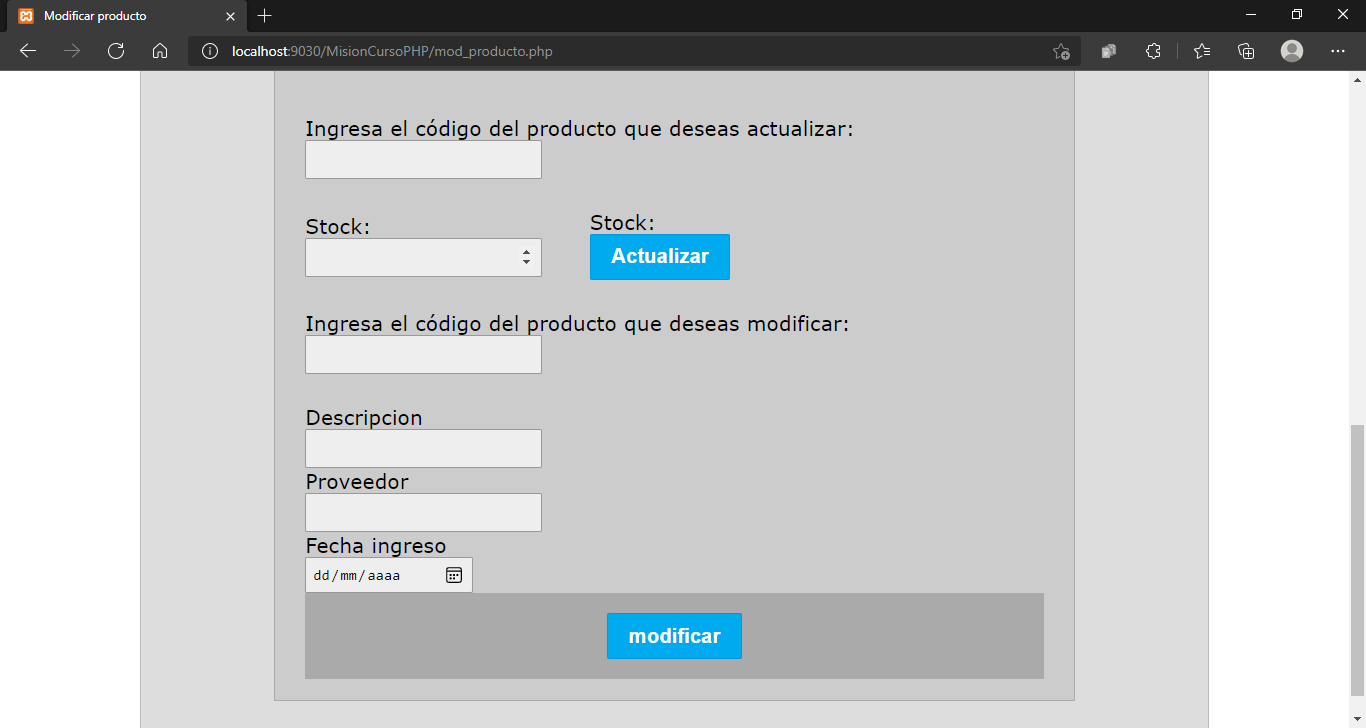 Modificar producto
localhost:9030/MisionCursoPHP/mod_producto.php
Ingresa el código del producto que deseas actualizar:
Stock:
Stock:
Actualizar
Ingresa el código del producto que deseas modificar:
Descripcion
Proveedor
Fecha ingreso
dd/mm/aaaa
modificar